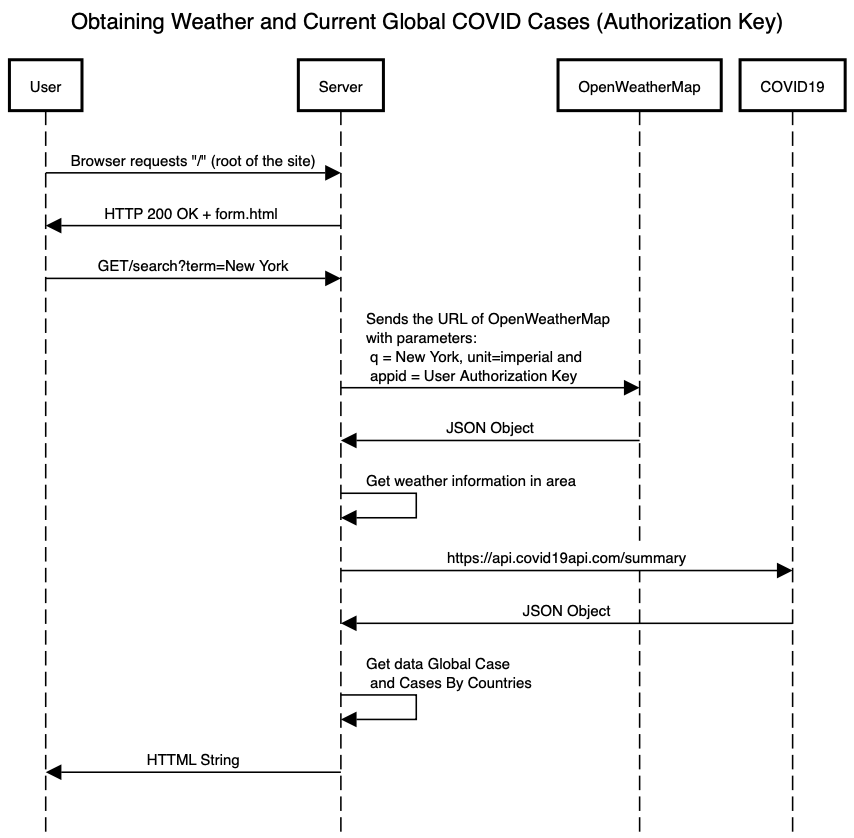 Obtaining Weather and Current Global COVID Cases (Authorization Key)
User
Server
OpenWeatherMap
COVID19
Browser requests "/" (root of the site)
HTTP 200 OK + form.html
GET/search?term=New York
Sends the URL of OpenWeatherMap
with parameters:
q = New York, unit=imperial and
appid = User Authorization Key
JSON Object
Get weather information in area
https://api.covid19api.com/summary
JSON Object
Get data Global Case
and Cases By Countries
HTTML String